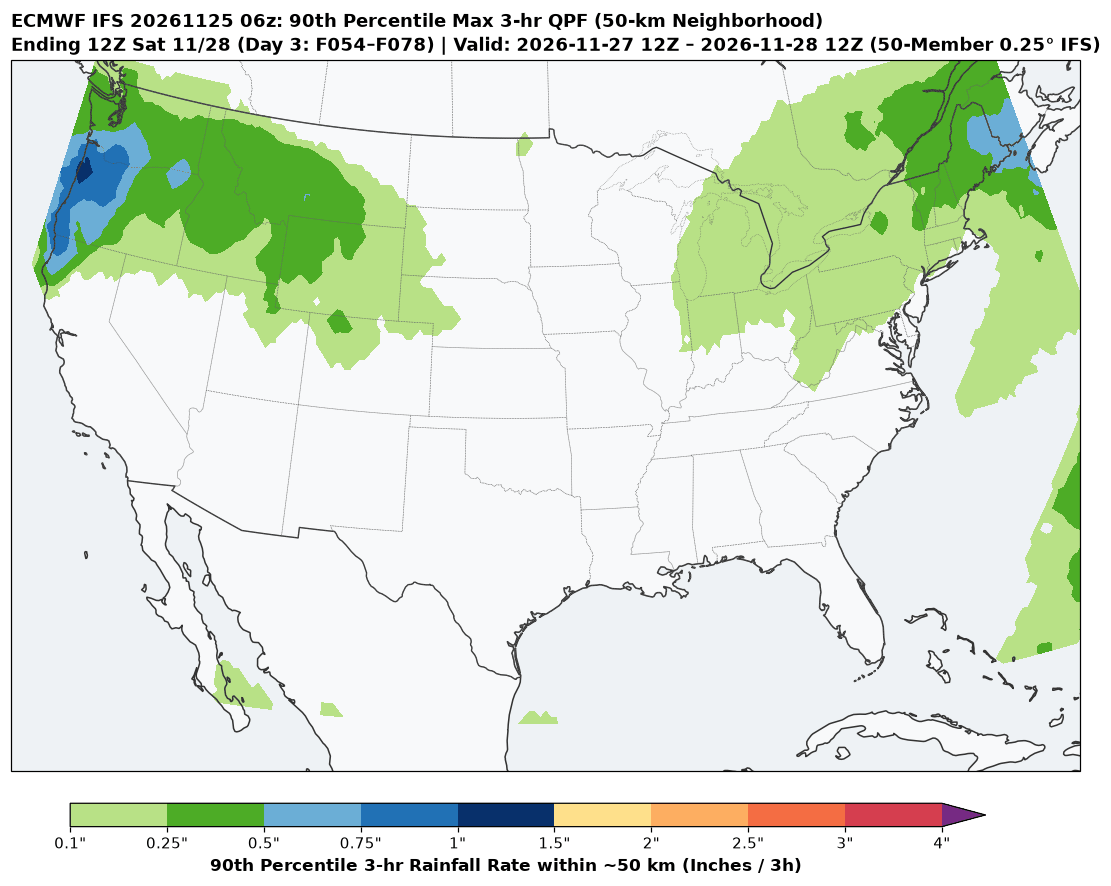 ECMWF IFS 20261125 06z: 90th Percentile Max 3-hr QPF (50-km Neighborhood)
Ending 12Z Sat 11/28 (Day 3: F054–F078) | Valid: 2026-11-27 12Z – 2026-11-28 12Z (50-Member 0.25° IFS)
0.1" 0.25" 0.5" 0.75" 1" 1.5" 2" 2.5" 3" 4"
90th Percentile 3-hr Rainfall Rate within ~50 km (Inches / 3h)